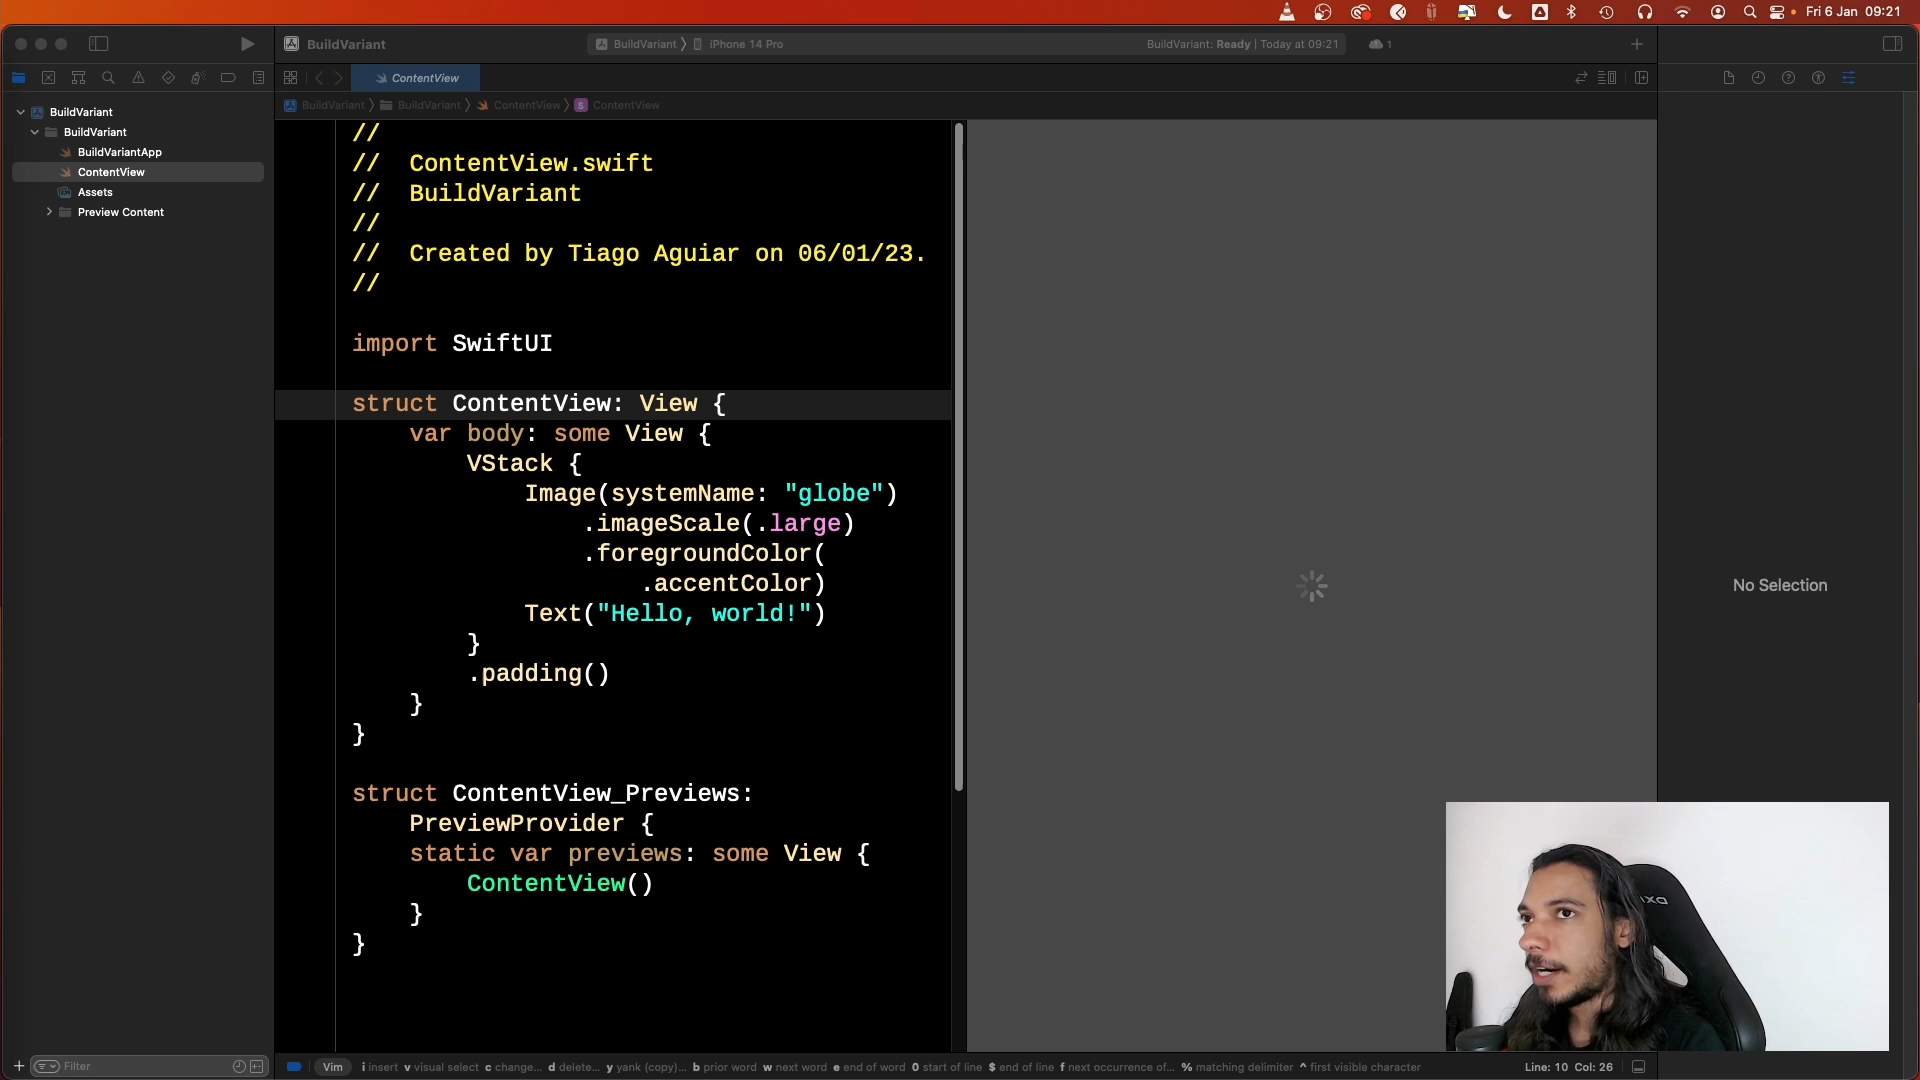 Fri 6 Jan 09:21
BuildVariant
BuildVariant
iPhone 14 Pro
BuildVariant: Ready | Today at 09:21
1
ContentView
BuildVariant
BuildVariant
ContentView
ContentView
BuildVariant
BuildVariant
BuildVariantApp
ContentView
Assets
Preview Content
//
//  ContentView.swift
//  BuildVariant
//
//  Created by Tiago Aguiar on 06/01/23.
//
import SwiftUI
struct ContentView: View {
var body: some View {
VStack {
Image(systemName: "globe")
.imageScale(.large)
.foregroundColor(
.accentColor)
Text("Hello, world!")
}
.padding()
}
}
struct ContentView_Previews:
PreviewProvider {
static var previews: some View {
ContentView()
}
}
No Selection
Filter
Vim
i insert v visual select c change... d delete... y yank (copy)... b prior word w next word e end of word 0 start of line $ end of line f next occurrence of... % matching delimiter ^ first visible character
Line: 10 Col: 26